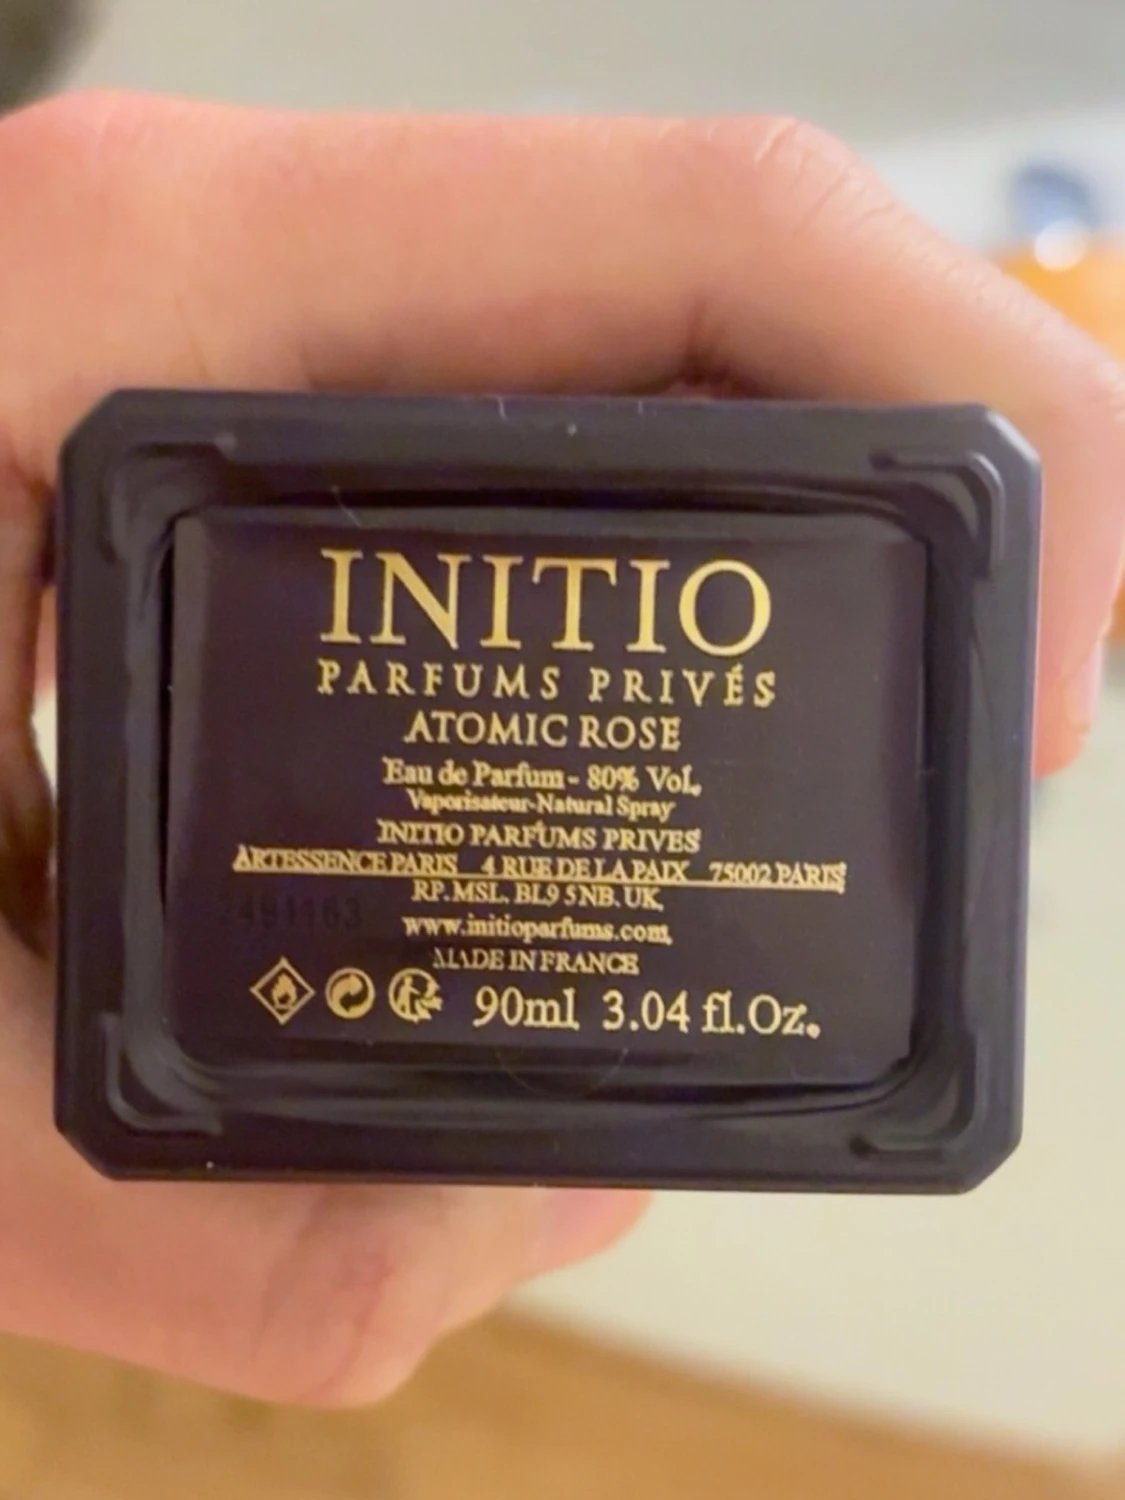 INITIO
PARFUMS PRIVÉS
ATOMIC ROSE
Eau de Parfum - 80% Vol.
Vaporisateur-Natural Spray
INITIO PARFUMS PRIVES
ARTESSENCE PARIS 4 RUE DE LA PAIX 75002 PARIS
RP. MSL. BL9 5NB. UK.
www.initioparfums.com
MADE IN FRANCE
90ml 3.04 fl.Oz.